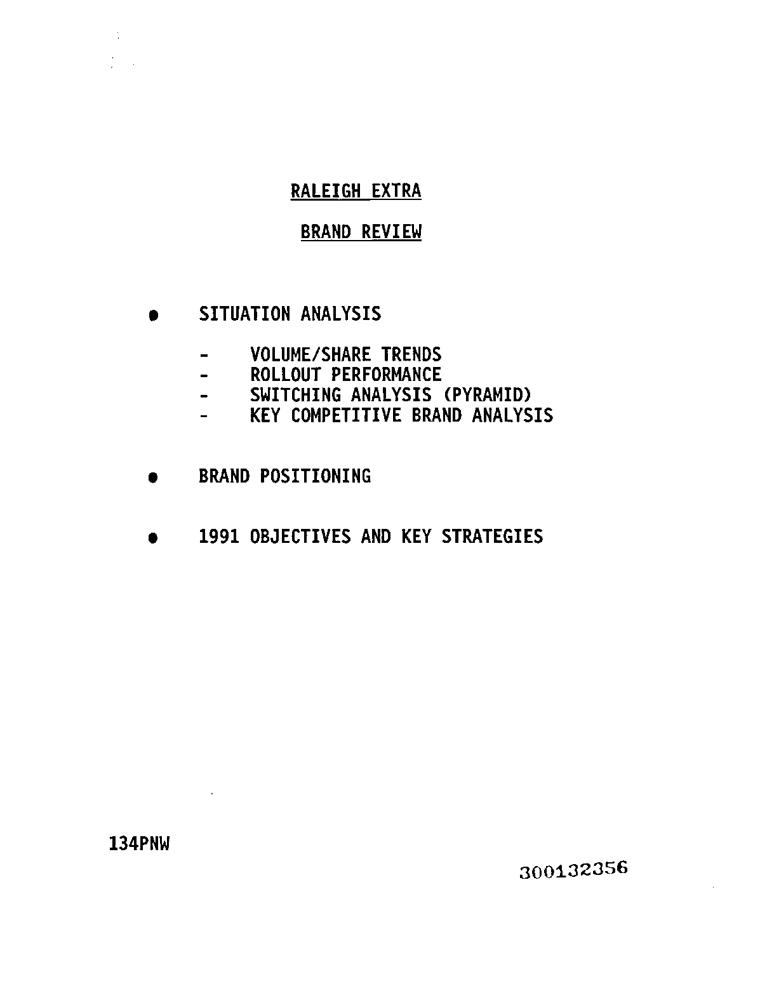 RALEIGH EXTRA
BRAND REVIEW
● SITUATION ANALYSIS
- VOLUME/SHARE TRENDS
- ROLLOUT PERFORMANCE
- SWITCHING ANALYSIS (PYRAMID)
- KEY COMPETITIVE BRAND ANALYSIS
● BRAND POSITIONING
● 1991 OBJECTIVES AND KEY STRATEGIES
134PNW
300132356